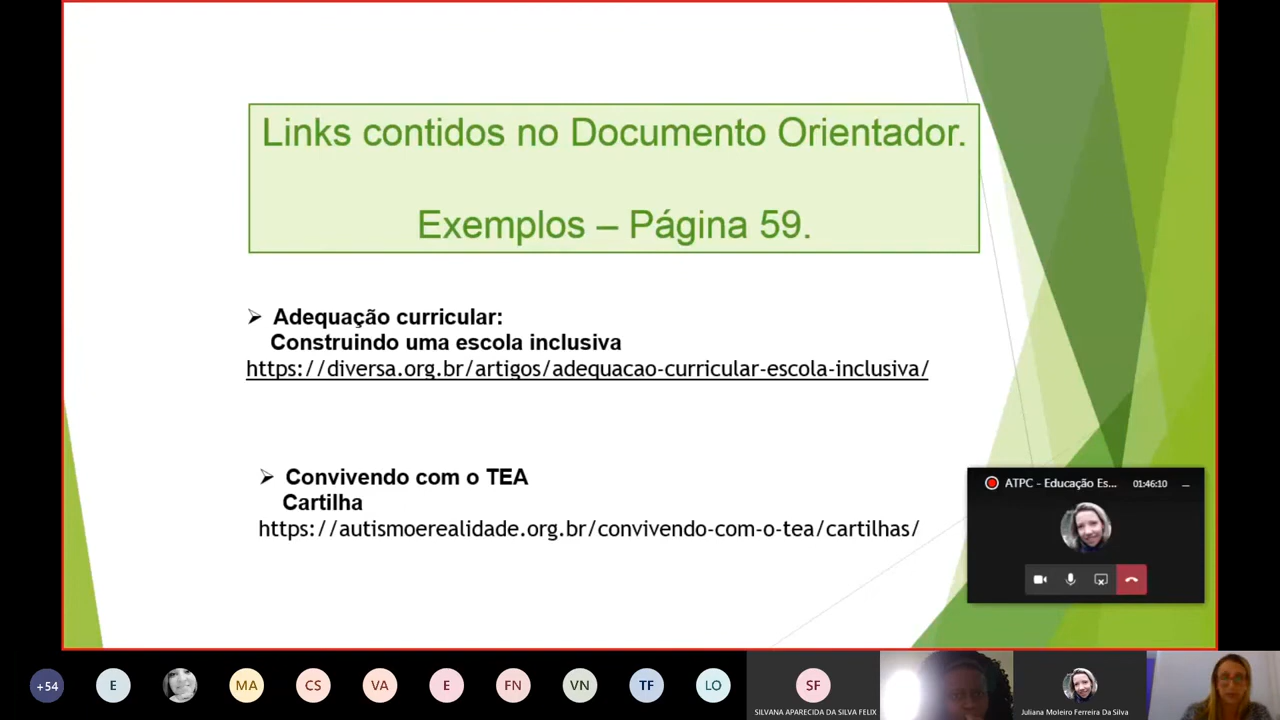 Links contidos no Documento Orientador.
Exemplos – Página 59.
Adequação curricular:
Construindo uma escola inclusiva
https://diversa.org.br/artigos/adequacao-curricular-escola-inclusiva/
Convivendo com o TEA
Cartilha
https://autismoerealidade.org.br/convivendo-com-o-tea/cartilhas/
ATPC - Educação Es... 01:46:10
+54 E MA CS VA E FN VN TF LO SF
SILVANA APARECIDA DA SILVA FELIX
Juliana Moleiro Ferreira Da Silva